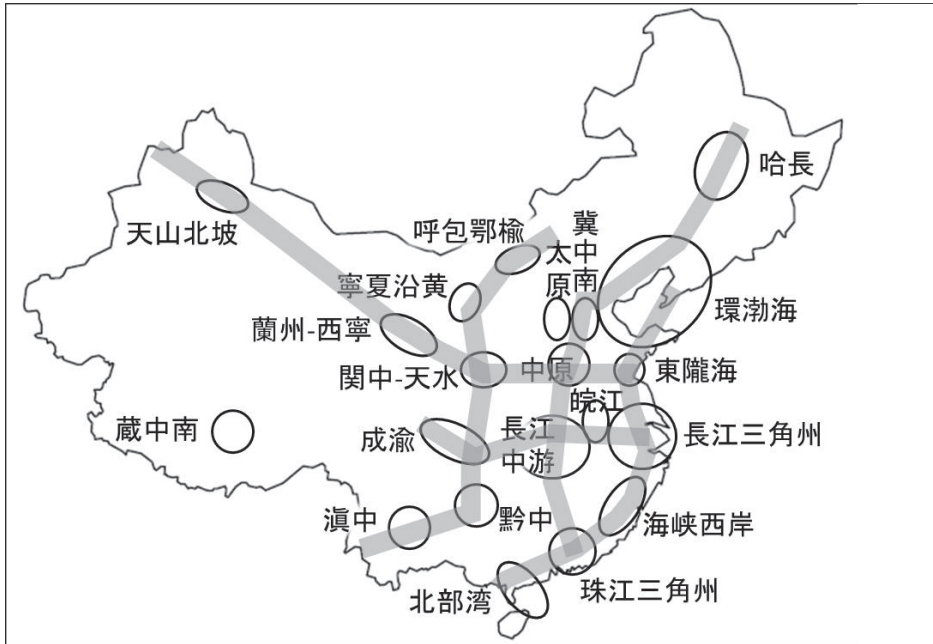 哈長
天山北坡
呼包鄂楡
太原
冀中南
寧夏沿黄
環渤海
蘭州-西寧
関中-天水
中原
東隴海
皖江
蔵中南
成渝
長江
中游
長江三角州
滇中
黔中
海峡西岸
北部湾
珠江三角州